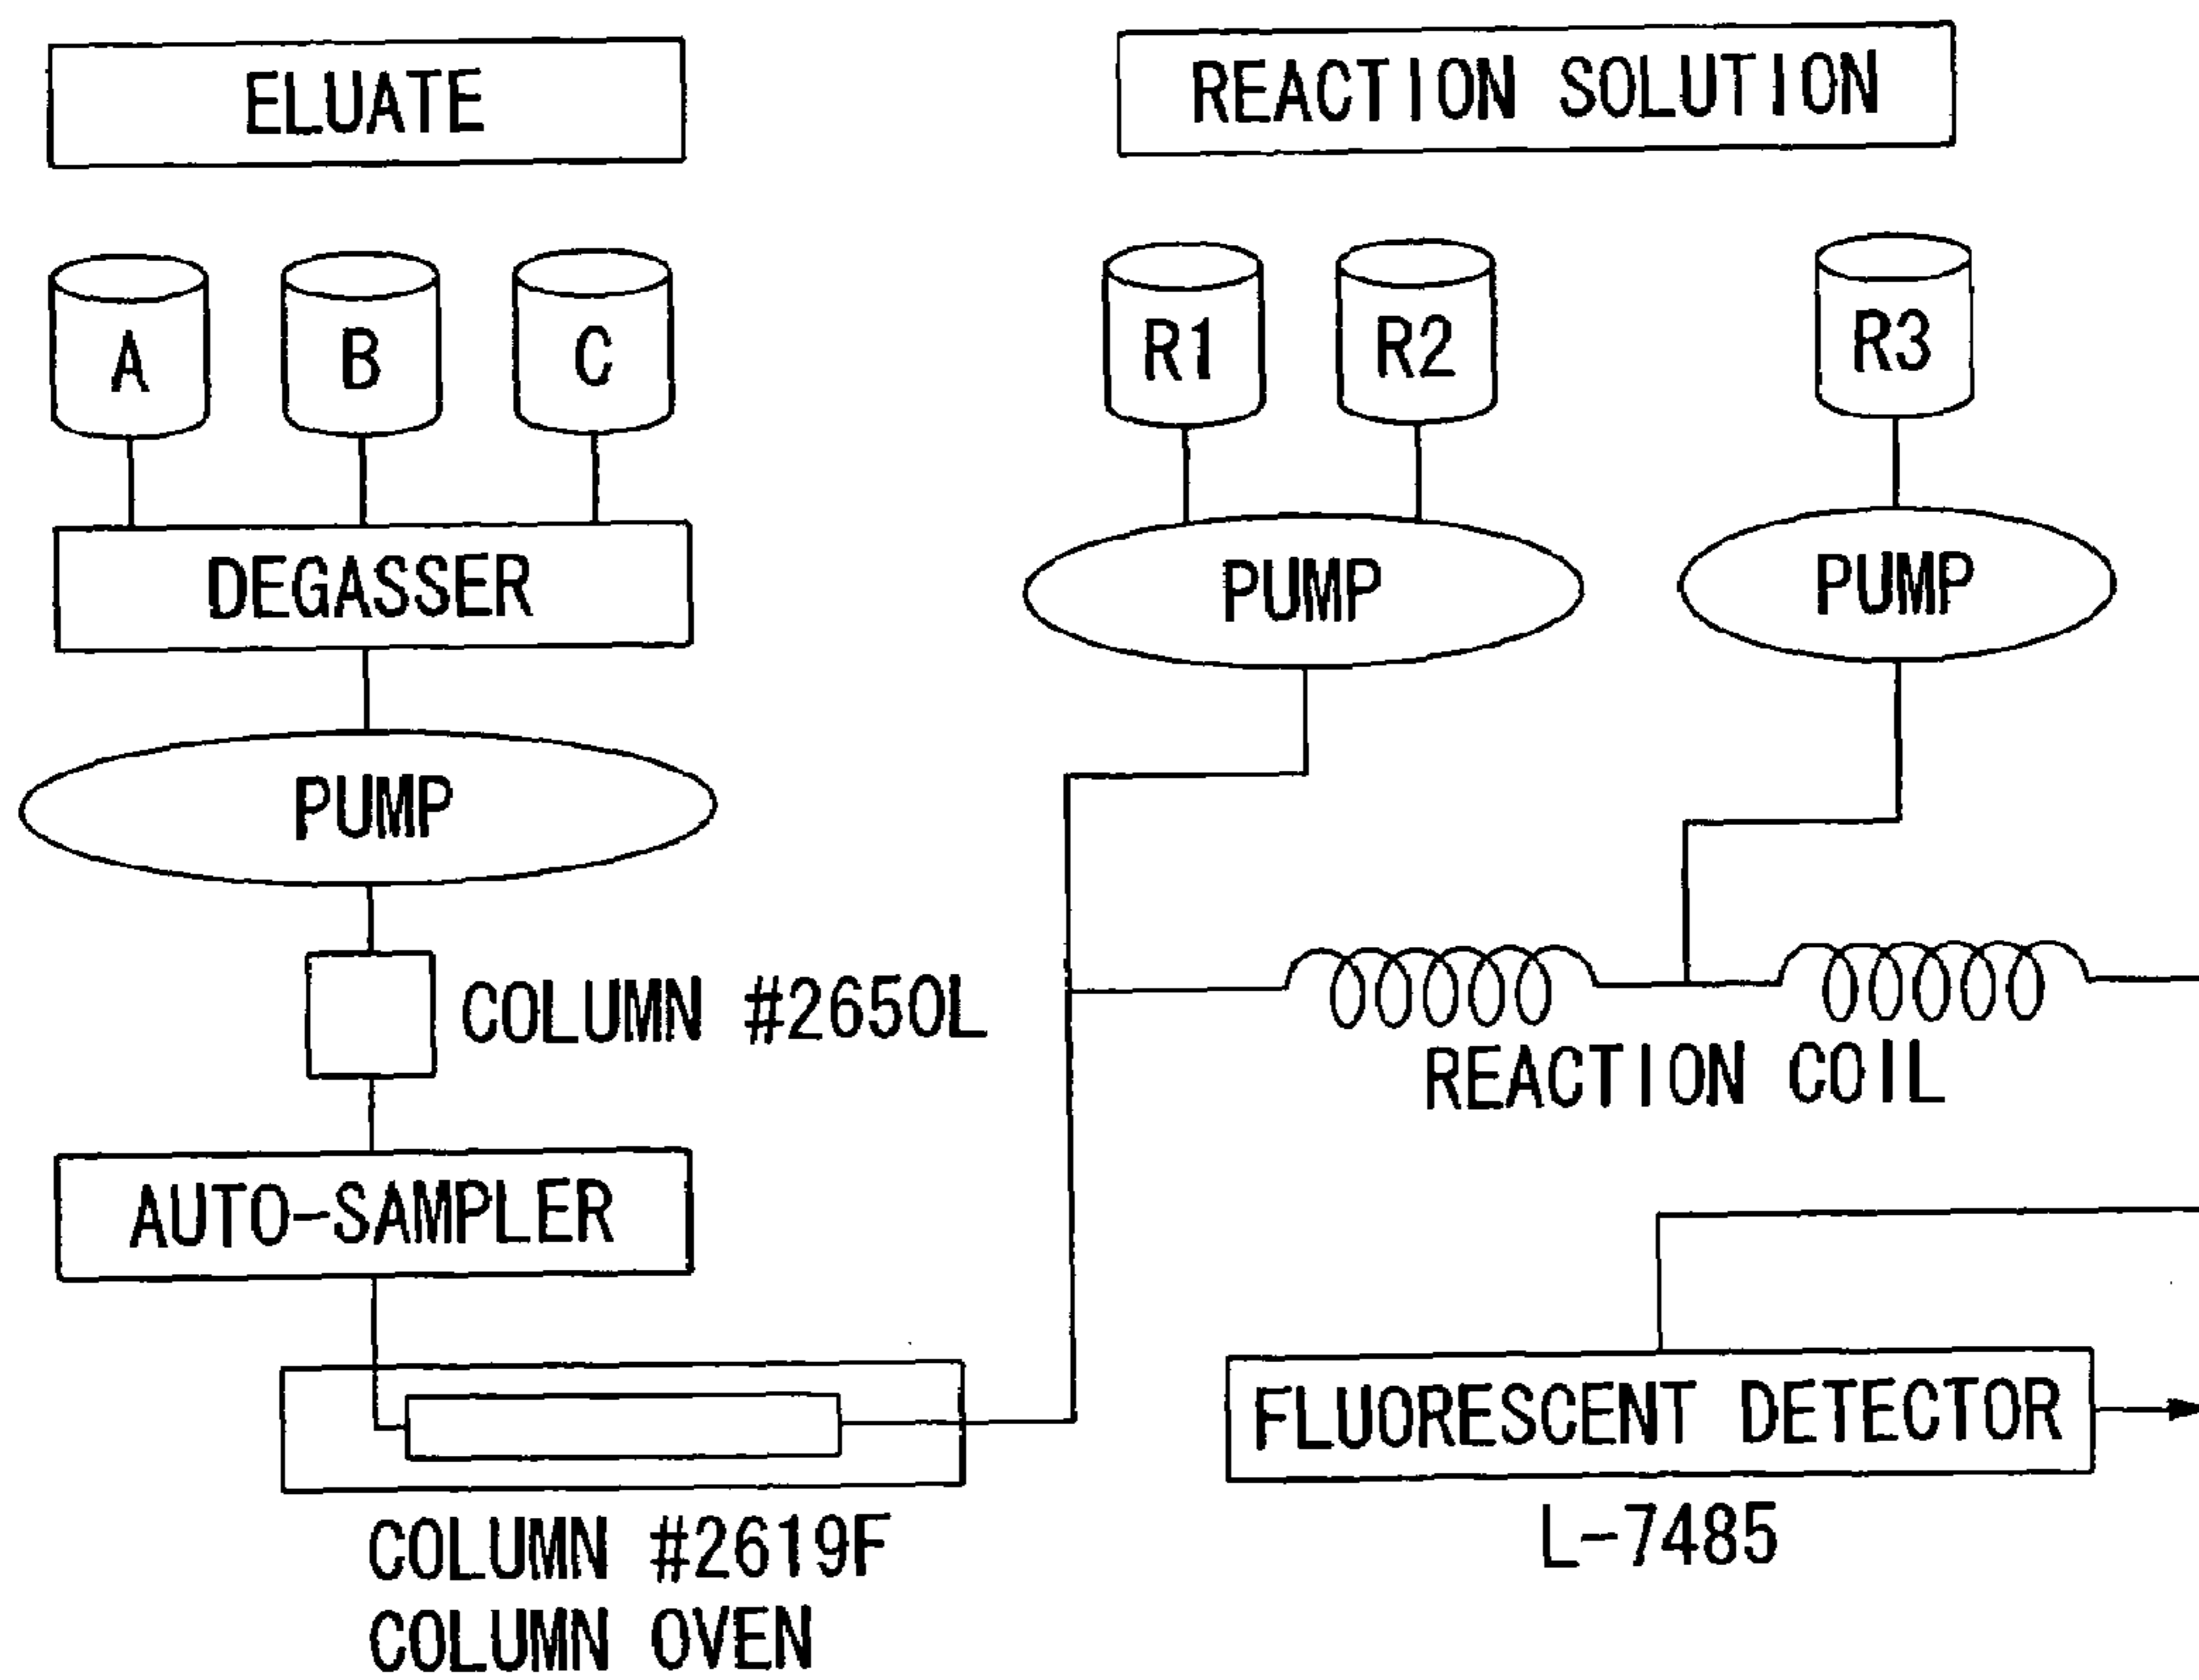 ELUATE
REACTION SOLUTION
A
B
C
R1
R2
R3
DEGASSER
PUMP
PUMP
PUMP
COLUMN #2650L
REACTION COIL
AUTO-SAMPLER
FLUORESCENT DETECTOR
L-7485
COLUMN #2619F
COLUMN OVEN